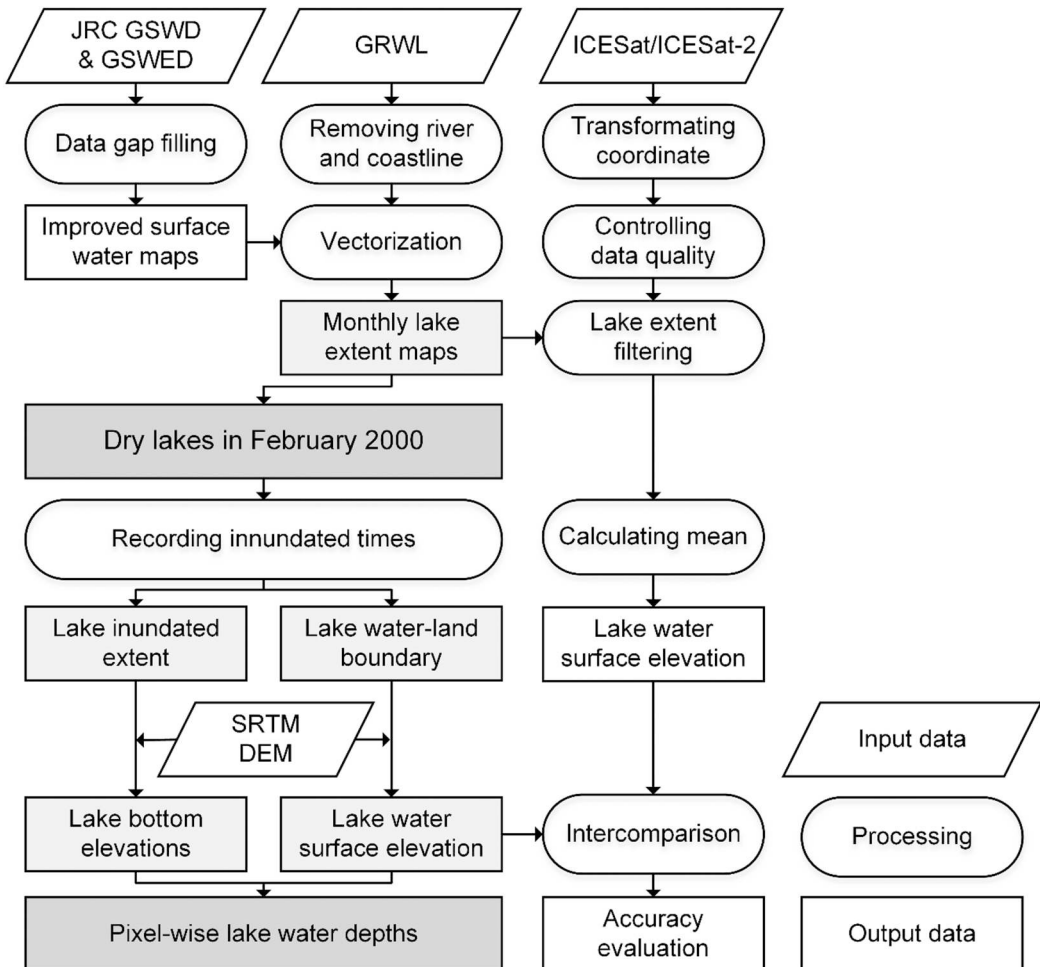 JRC GSWD
& GSWED
GRWL
ICESat/ICESat-2
Data gap filling
Removing river
and coastline
Transformating
coordinate
Improved surface
water maps
Vectorization
Controlling
data quality
Monthly lake
extent maps
Lake extent
filtering
Dry lakes in February 2000
Recording innundated times
Calculating mean
Lake inundated
extent
Lake water-land
boundary
Lake water
surface elevation
SRTM
DEM
Input data
Lake bottom
elevations
Lake water
surface elevation
Intercomparison
Processing
Pixel-wise lake water depths
Accuracy
evaluation
Output data